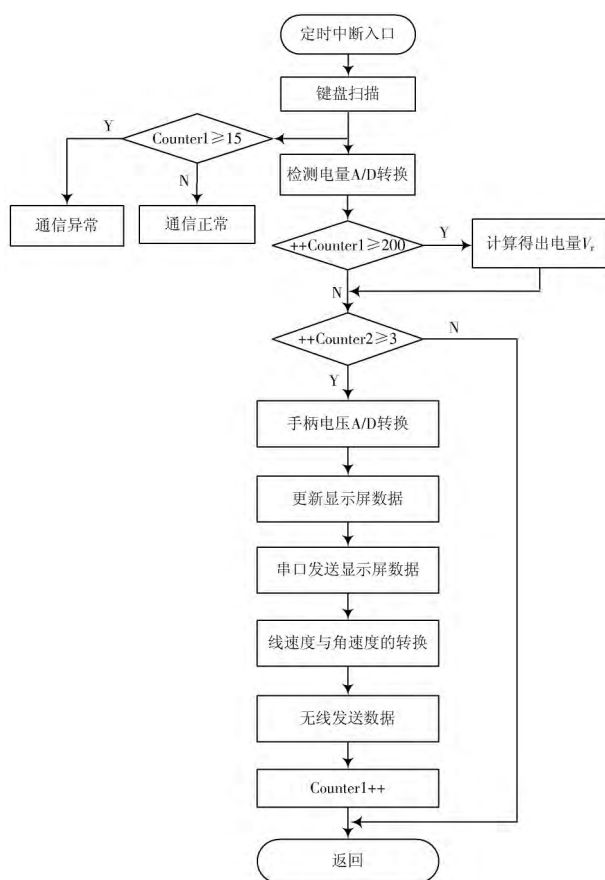 定时中断入口
键盘扫描
Y
Counter1≥15
N
检测电量A/D转换
通信异常
通信正常
++Counter1≥200
Y
计算得出电量Vr
N
++Counter2≥3
N
Y
手柄电压A/D转换
更新显示屏数据
串口发送显示屏数据
线速度与角速度的转换
无线发送数据
Counter1++
返回